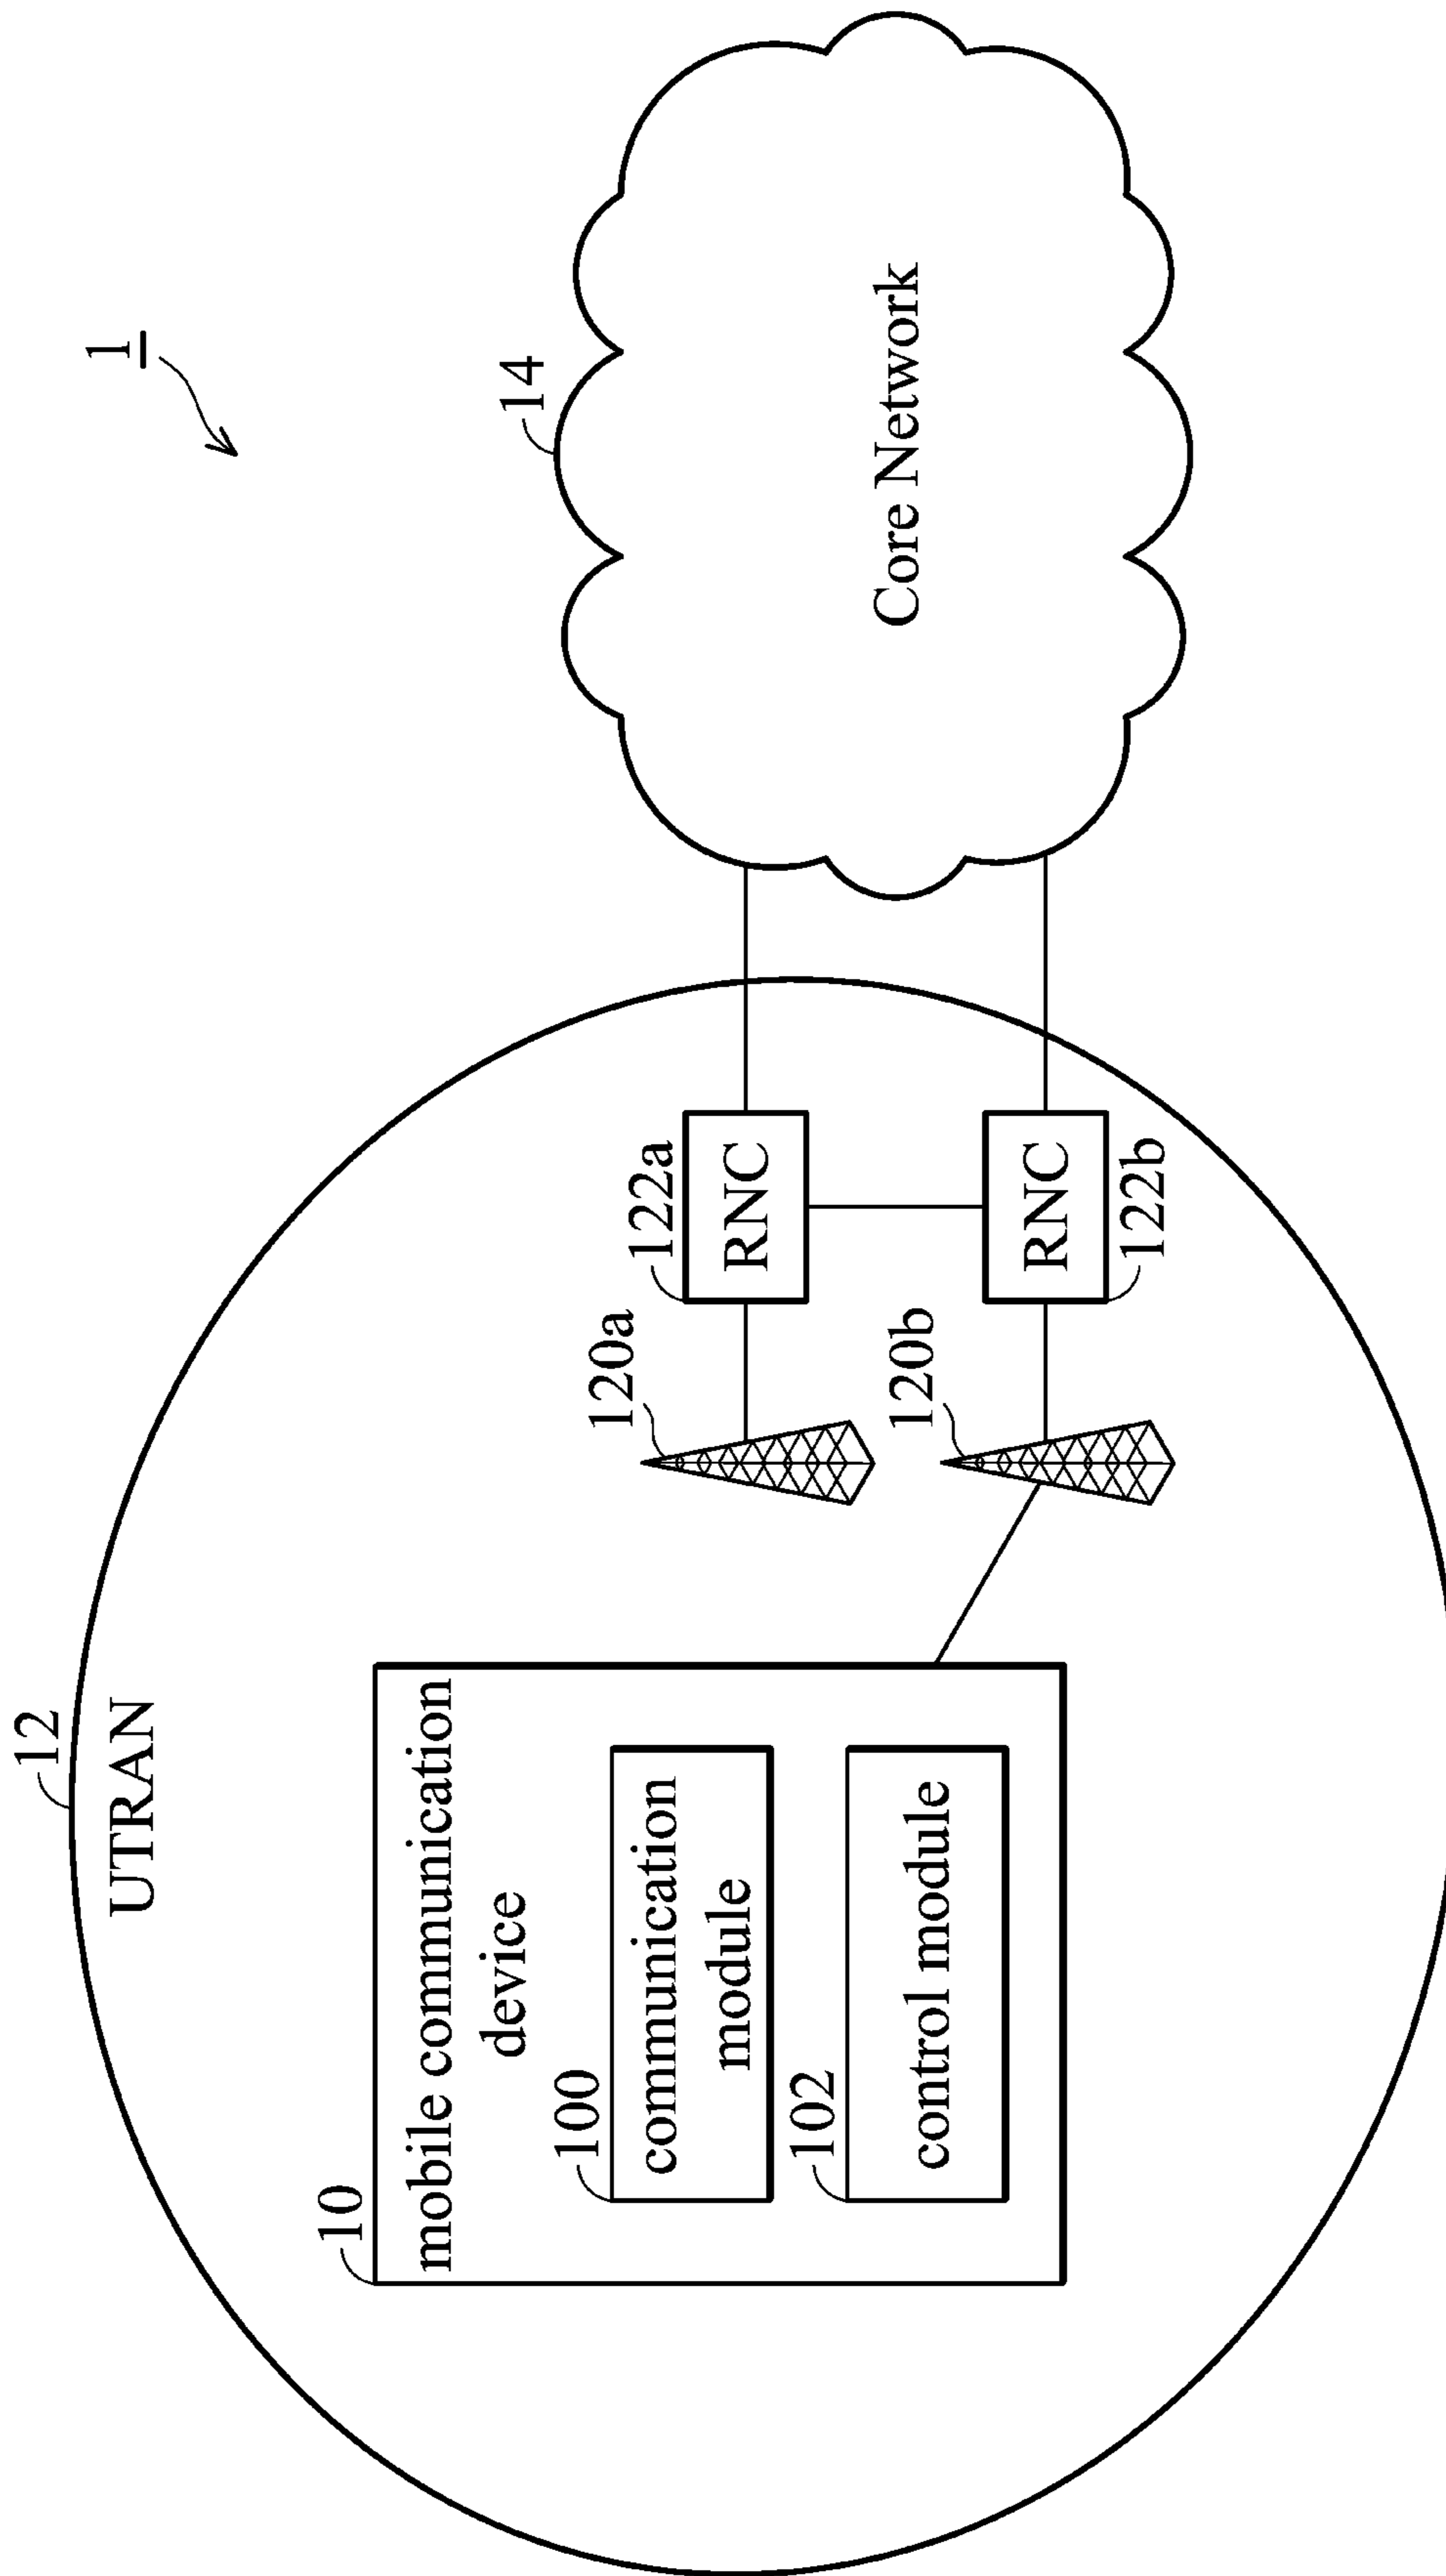 1
12
UTRAN
10
mobile communication
device
100
communication
module
102
control module
120a
122a
RNC
120b
RNC
122b
14
Core Network